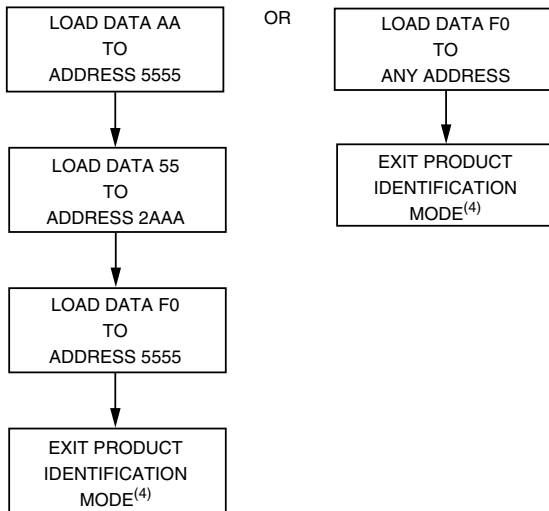 LOAD DATA AA
TO
ADDRESS 5555
LOAD DATA 55
TO
ADDRESS 2AAA
LOAD DATA F0
TO
ADDRESS 5555
EXIT PRODUCT
IDENTIFICATION
MODE(4)
OR
LOAD DATA F0
TO
ANY ADDRESS
EXIT PRODUCT
IDENTIFICATION
MODE(4)